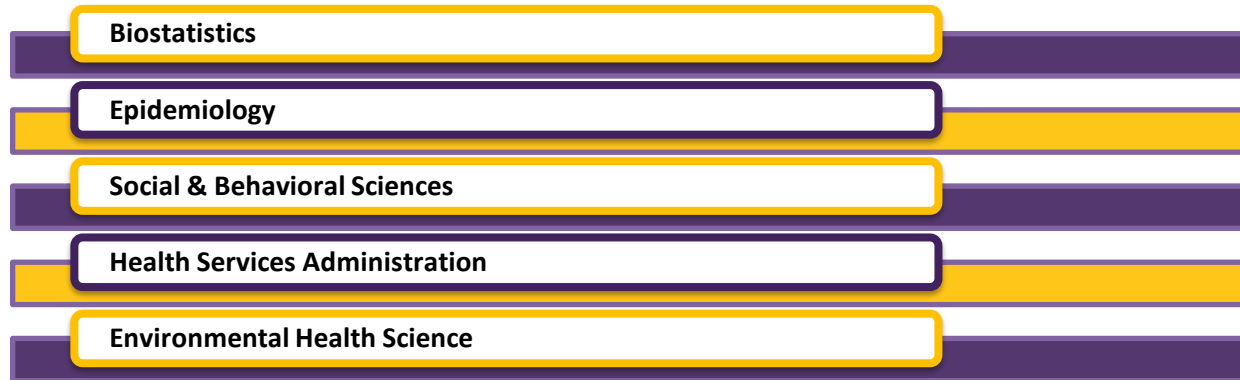 Biostatistics
Epidemiology
Social & Behavioral Sciences
Health Services Administration
Environmental Health Science